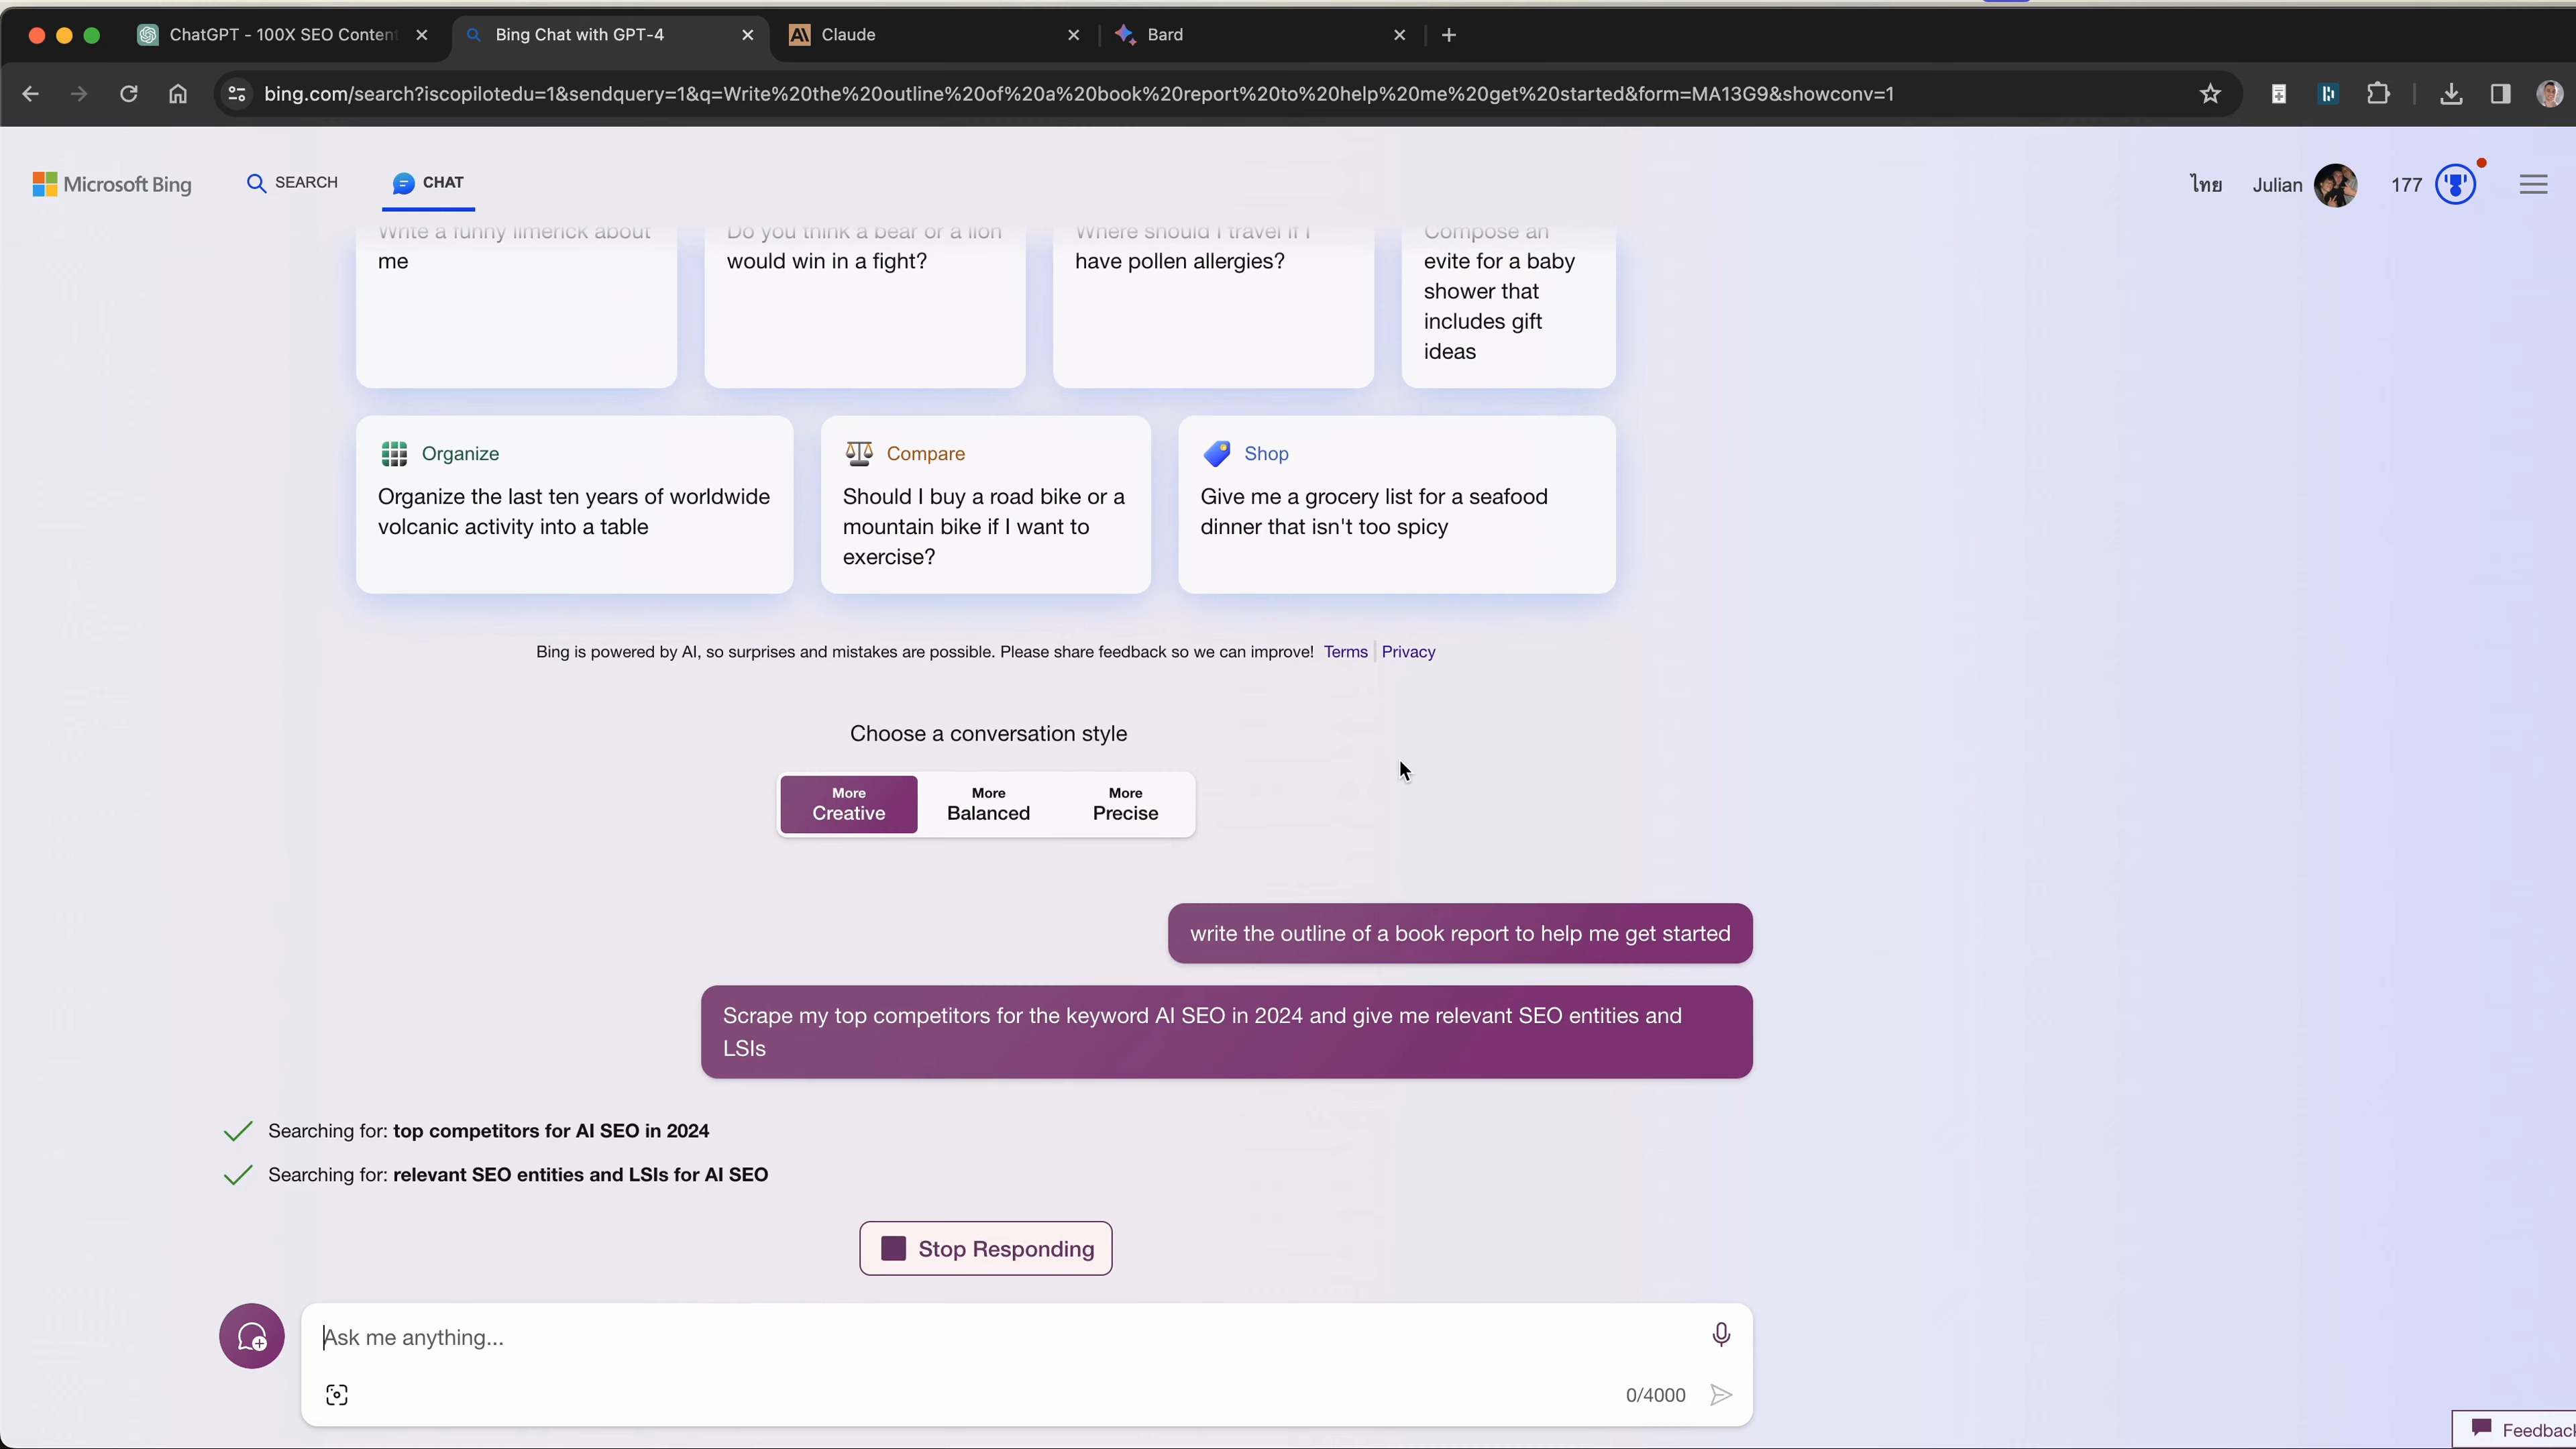 ChatGPT - 100X SEO Conten
Bing Chat with GPT-4
Claude
Bard
bing.com/search?iscopilotedu=1&sendquery=1&q=Write%20the%20outline%20of%20a%20book%20report%20to%20help%20me%20get%20started&form=MA13G9&showconv=1
Microsoft Bing
SEARCH
CHAT
ไทย
Julian
177
Write a funny limerick about
me
Do you think a bear or a lion
would win in a fight?
Where should I travel if I
have pollen allergies?
Compose an
evite for a baby
shower that
includes gift
ideas
Organize
Organize the last ten years of worldwide
volcanic activity into a table
Compare
Should I buy a road bike or a
mountain bike if I want to
exercise?
Shop
Give me a grocery list for a seafood
dinner that isn't too spicy
Bing is powered by AI, so surprises and mistakes are possible. Please share feedback so we can improve! Terms Privacy
Choose a conversation style
More
Creative
More
Balanced
More
Precise
write the outline of a book report to help me get started
Scrape my top competitors for the keyword AI SEO in 2024 and give me relevant SEO entities and
LSIs
Searching for: top competitors for AI SEO in 2024
Searching for: relevant SEO entities and LSIs for AI SEO
Stop Responding
Ask me anything...
0/4000
Feedbac